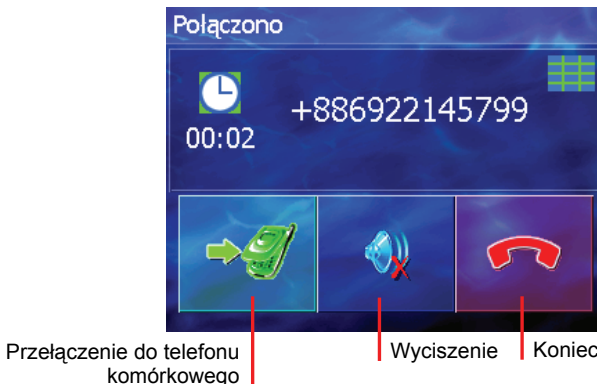 Połączono
+886922145799
00:02
Przełączenie do telefonu
komórkowego
Wyciszenie
Koniec